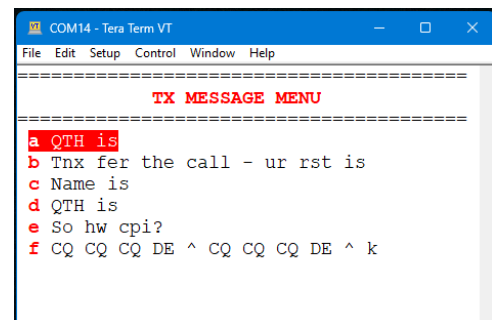 COM14 - Tera Term VT
File Edit Setup Control Window Help
==========================================
TX MESSAGE MENU
==========================================
a QTH is
b Tnx fer the call - ur rst is
c Name is
d QTH is
e So hw cpi?
f CQ CQ CQ DE ^ CQ CQ CQ DE ^ k